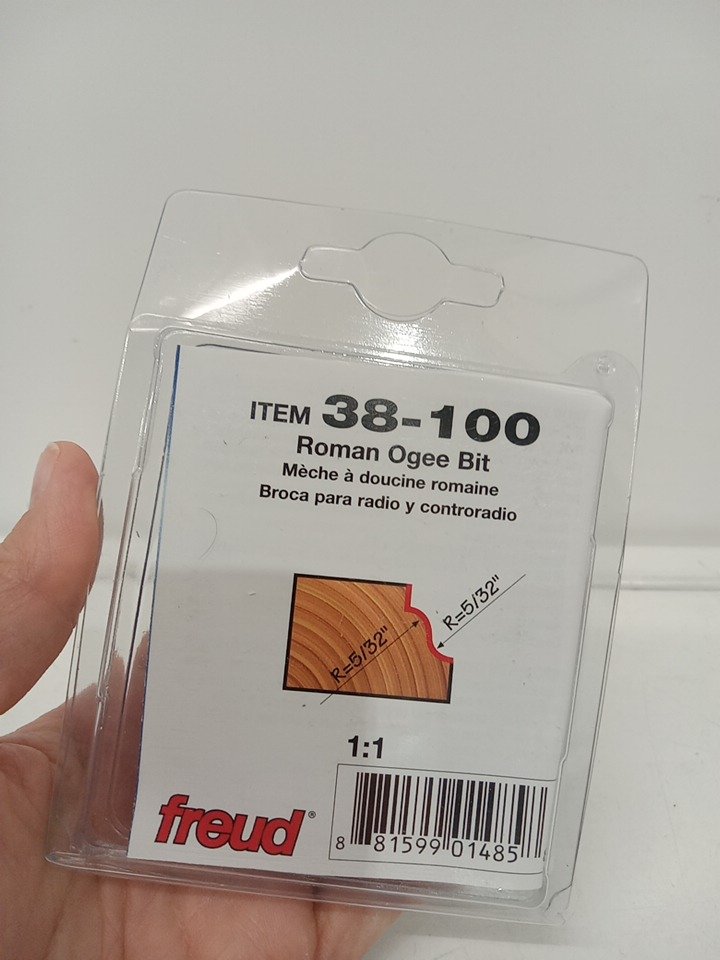 ITEM 38-100
Roman Ogee Bit
Mèche à doucine romaine
Broca para radio y controradio
R=5/32"
R=5/32"
1:1
freud®
8 81599 01485